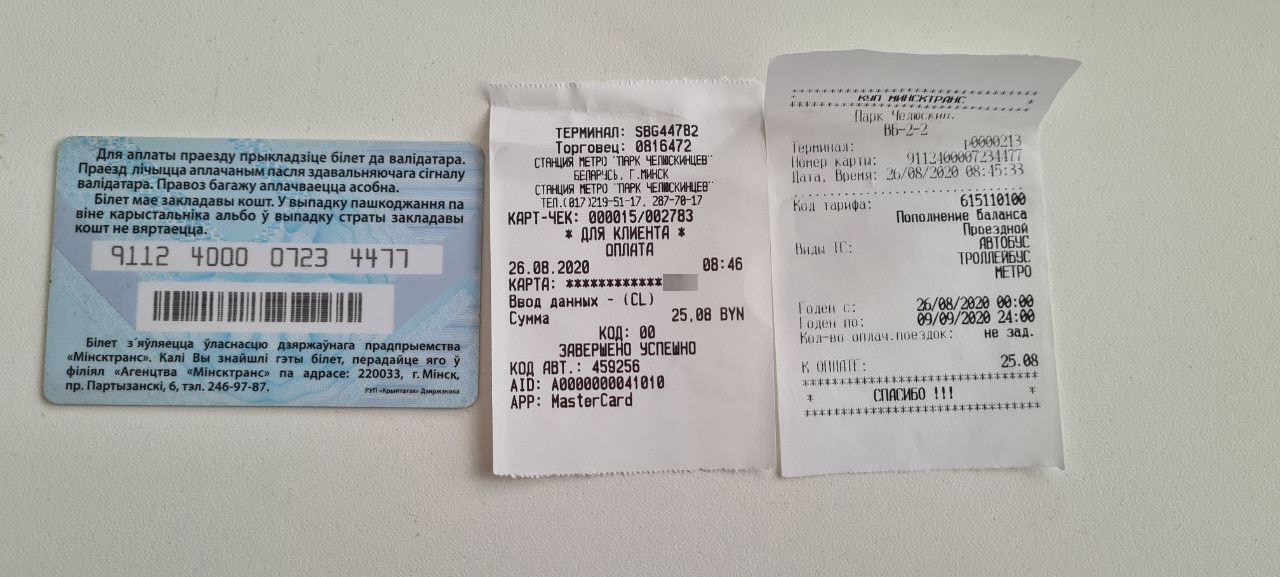 Для аплаты праезду прыкладзіце білет да валідатара.
Праезд лічыцца аплачаным пасля здавальняючага сігналу
валідатара. Правоз багажу аплачваецца асобна.
Білет мае закладавы кошт. У выпадку пашкоджання па
віне карыстальніка альбо ў выпадку страты закладавы
кошт не вяртаецца.
9112 4000 0723 4477
Білет з´яўляецца ўласнасцю дзяржаўнага прадпрыемства
«Мінсктранс». Калі Вы знайшлі гэты білет, перадайце яго ў
філіял «Агенцтва «Мінсктранс» па адрасе: 220033, г. Мінск,
пр. Партызанскі, 6, тэл. 246-97-87.
РУП «Крыптатэх» Дзяржзнака
ТЕРМИНАЛ: SBG44782
Торговец: 0816472
СТАНЦИЯ МЕТРО "ПАРК ЧЕЛЮСКИНЦЕВ"
БЕЛАРУСЬ, Г.МИНСК
СТАНЦИЯ МЕТРО "ПАРК ЧЕЛЮСКИНЦЕВ"
ТЕЛ.(017)219-51-17, 287-70-17
КАРТ-ЧЕК: 000015/002783
* ДЛЯ КЛИЕНТА *
ОПЛАТА
26.08.2020 08:46
КАРТА: ************
Ввод данных - (CL)
Сумма 25,08 BYN
КОД: 00
ЗАВЕРШЕНО УСПЕШНО
КОД АВТ.: 459256
AID: A0000000041010
APP: MasterCard
* КУП МИНСКТРАНС *
Парк Челюскин.
ВБ-2-2
Терминал: p0000213
Номер карты: 9112400007234477
Дата, Время: 26/08/2020 08:45:33
Код тарифа: 615110100
Пополнение баланса
Проездной
Виды ТС: АВТОБУС
ТРОЛЛЕЙБУС
МЕТРО
Годен с: 26/08/2020 00:00
Годен по: 09/09/2020 24:00
Кол-во оплач.поездок: не зад.
К ОПЛАТЕ: 25.08
* СПАСИБО !!! *